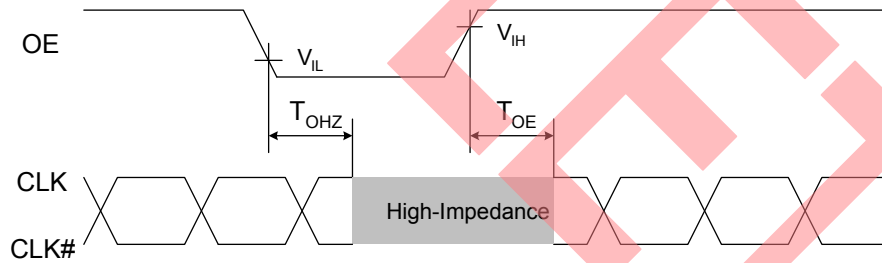 OE
V_IL
V_IH
T_OHZ
T_OE
CLK
High-Impedance
CLK#